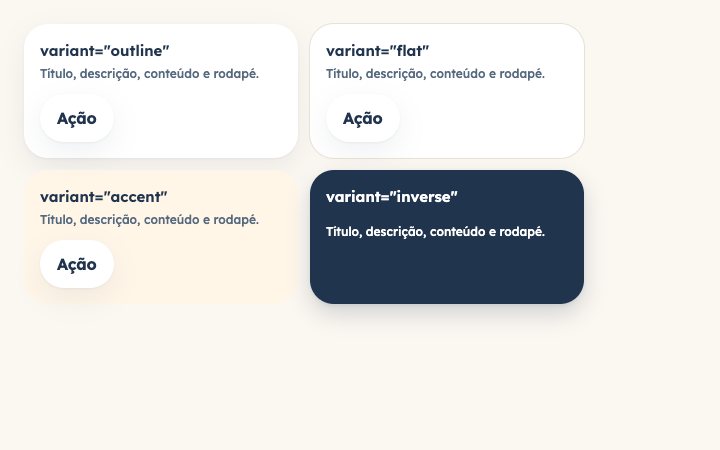 variant="outline"
Título, descrição, conteúdo e rodapé.
Ação
variant="flat"
Título, descrição, conteúdo e rodapé.
Ação
variant="accent"
Título, descrição, conteúdo e rodapé.
Ação
variant="inverse"
Título, descrição, conteúdo e rodapé.